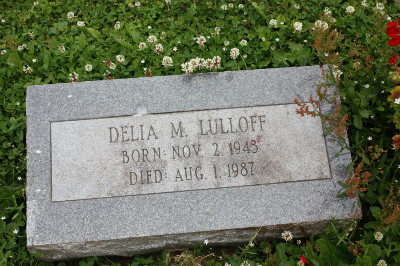 DELIA M. LULLOFF
BORN: NOV. 2, 1943
DIED: AUG. 1, 1987